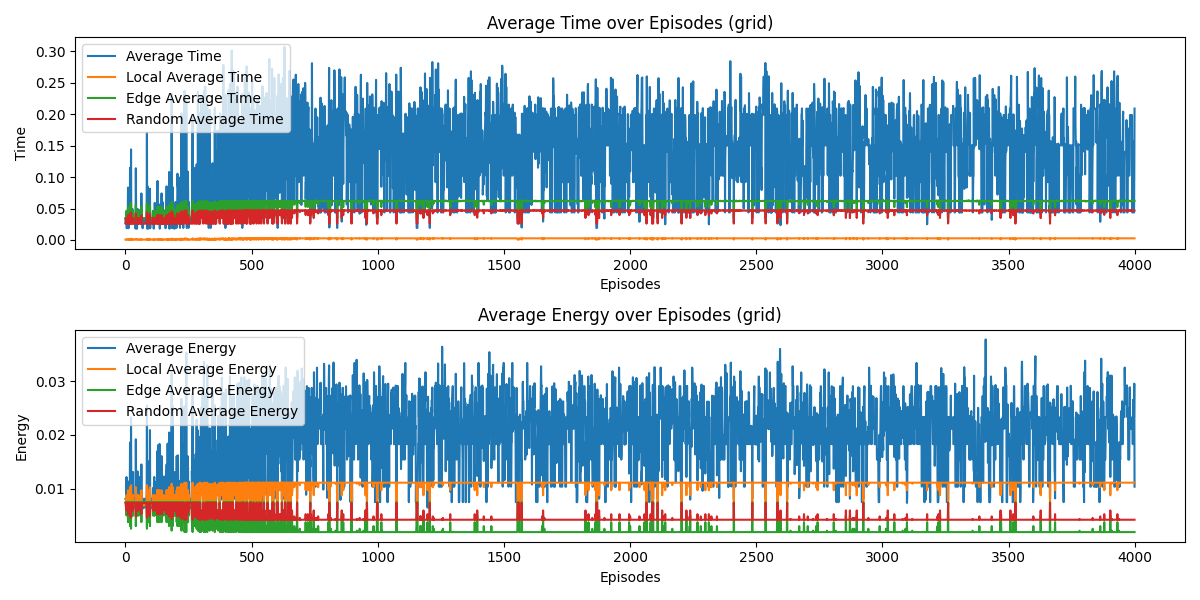 Average Time over Episodes (grid)
Time
0.30
0.25
0.20
0.15
0.10
0.05
0.00
Average Time
Local Average Time
Edge Average Time
Random Average Time
0 500 1000 1500 2000 2500 3000 3500 4000
Episodes
Average Energy over Episodes (grid)
Energy
0.03
0.02
0.01
Average Energy
Local Average Energy
Edge Average Energy
Random Average Energy
0 500 1000 1500 2000 2500 3000 3500 4000
Episodes